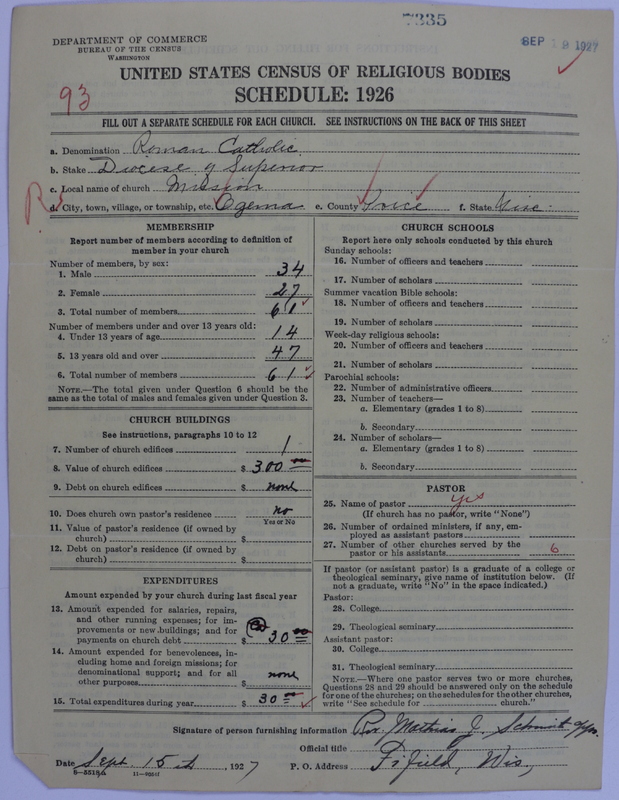 7335
SEP 19 1927
DEPARTMENT OF COMMERCE
BUREAU OF THE CENSUS
WASHINGTON
UNITED STATES CENSUS OF RELIGIOUS BODIES
SCHEDULE: 1926
93
FILL OUT A SEPARATE SCHEDULE FOR EACH CHURCH. SEE INSTRUCTIONS ON THE BACK OF THIS SHEET
a. Denomination Roman Catholic
b. Stake Diocese of Superior
c. Local name of church Mission
R
d. City, town, village, or township, etc. Ogema e. County Price f. State Wisc
MEMBERSHIP
Report number of members according to definition of
member in your church
Number of members, by sex:
1. Male 34
2. Female 27
3. Total number of members 61
Number of members under and over 13 years old:
4. Under 13 years of age 14
5. 13 years old and over 47
6. Total number of members 61
NOTE.—The total given under Question 6 should be
same as the total of males and females given under Question 3.
CHURCH BUILDINGS
See instructions, paragraphs 10 to 12
7. Number of church edifices 1
8. Value of church edifices $ 300 00
9. Debt on church edifices $ none
10. Does church own pastor's residence no
Yes or No
11. Value of pastor's residence (if owned by
church) $
12. Debt on pastor's residence (if owned by
church) $
EXPENDITURES
Amount expended by your church during last fiscal year
13. Amount expended for salaries, repairs,
and other running expenses; for im-
provements or new buildings; and for
payments on church debt $ 30 00
14. Amount expended for benevolences, in-
cluding home and foreign missions; for
denominational support; and for all
other purposes $ none
15. Total expenditures during year $ 30 00
CHURCH SCHOOLS
Report here only schools conducted by this church
Sunday schools:
16. Number of officers and teachers
17. Number of scholars
Summer vacation Bible schools:
18. Number of officers and teachers
19. Number of scholars
Week-day religious schools:
20. Number of officers and teachers
21. Number of scholars
Parochial schools:
22. Number of administrative officers
23. Number of teachers—
a. Elementary (grades 1 to 8)
b. Secondary
24. Number of scholars—
a. Elementary (grades 1 to 8)
b. Secondary
PASTOR
25. Name of pastor yes
(If church has no pastor, write "None")
26. Number of ordained ministers, if any, em-
ployed as assistant pastors
27. Number of other churches served by the
pastor or his assistants 6
If pastor (or assistant pastor) is a graduate of a college or
theological seminary, give name of institution below. (If
not a graduate, write "No" in the space indicated.)
Pastor:
28. College
29. Theological seminary
Assistant pastor:
30. College
31. Theological seminary
NOTE.—Where one pastor serves two or more churches,
Questions 28 and 29 should be answered only on the schedule
for one of the churches; on the schedules for the other churches,
write "See schedule for church."
Signature of person furnishing information Rev. Mathias J. Schmitt
Official title
Date Sept 15th, 1927 P. O. Address Fifield, Wis,
8-5518a 11-9051f